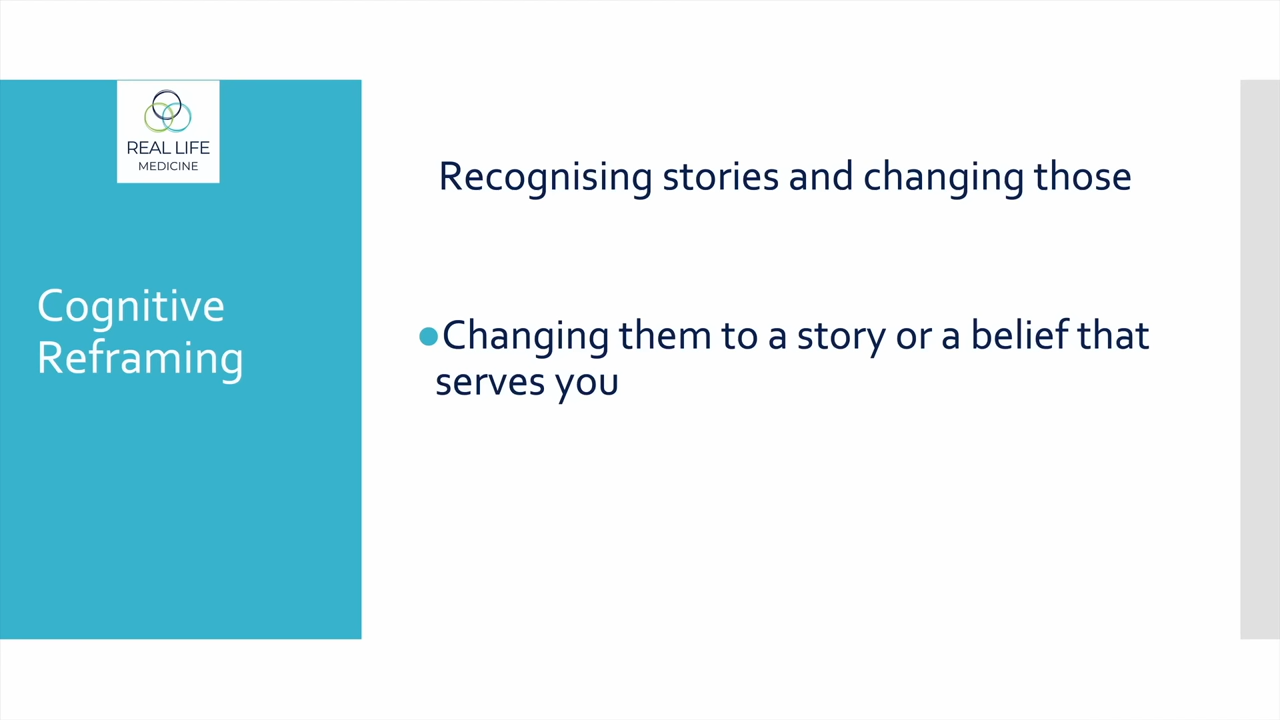 REAL LIFE
MEDICINE
Cognitive
Reframing
Recognising stories and changing those
●Changing them to a story or a belief that
serves you